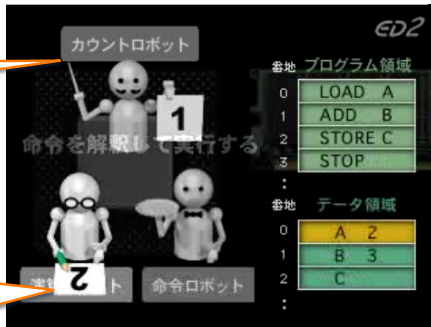 ED2
カウントロボット
番地 プログラム領域
0 LOAD A
1 ADD B
2 STORE C
3 STOP
:
1
命令を解釈して実行する
番地 データ領域
0 A 2
1 B 3
2 C
:
2
命令ロボット